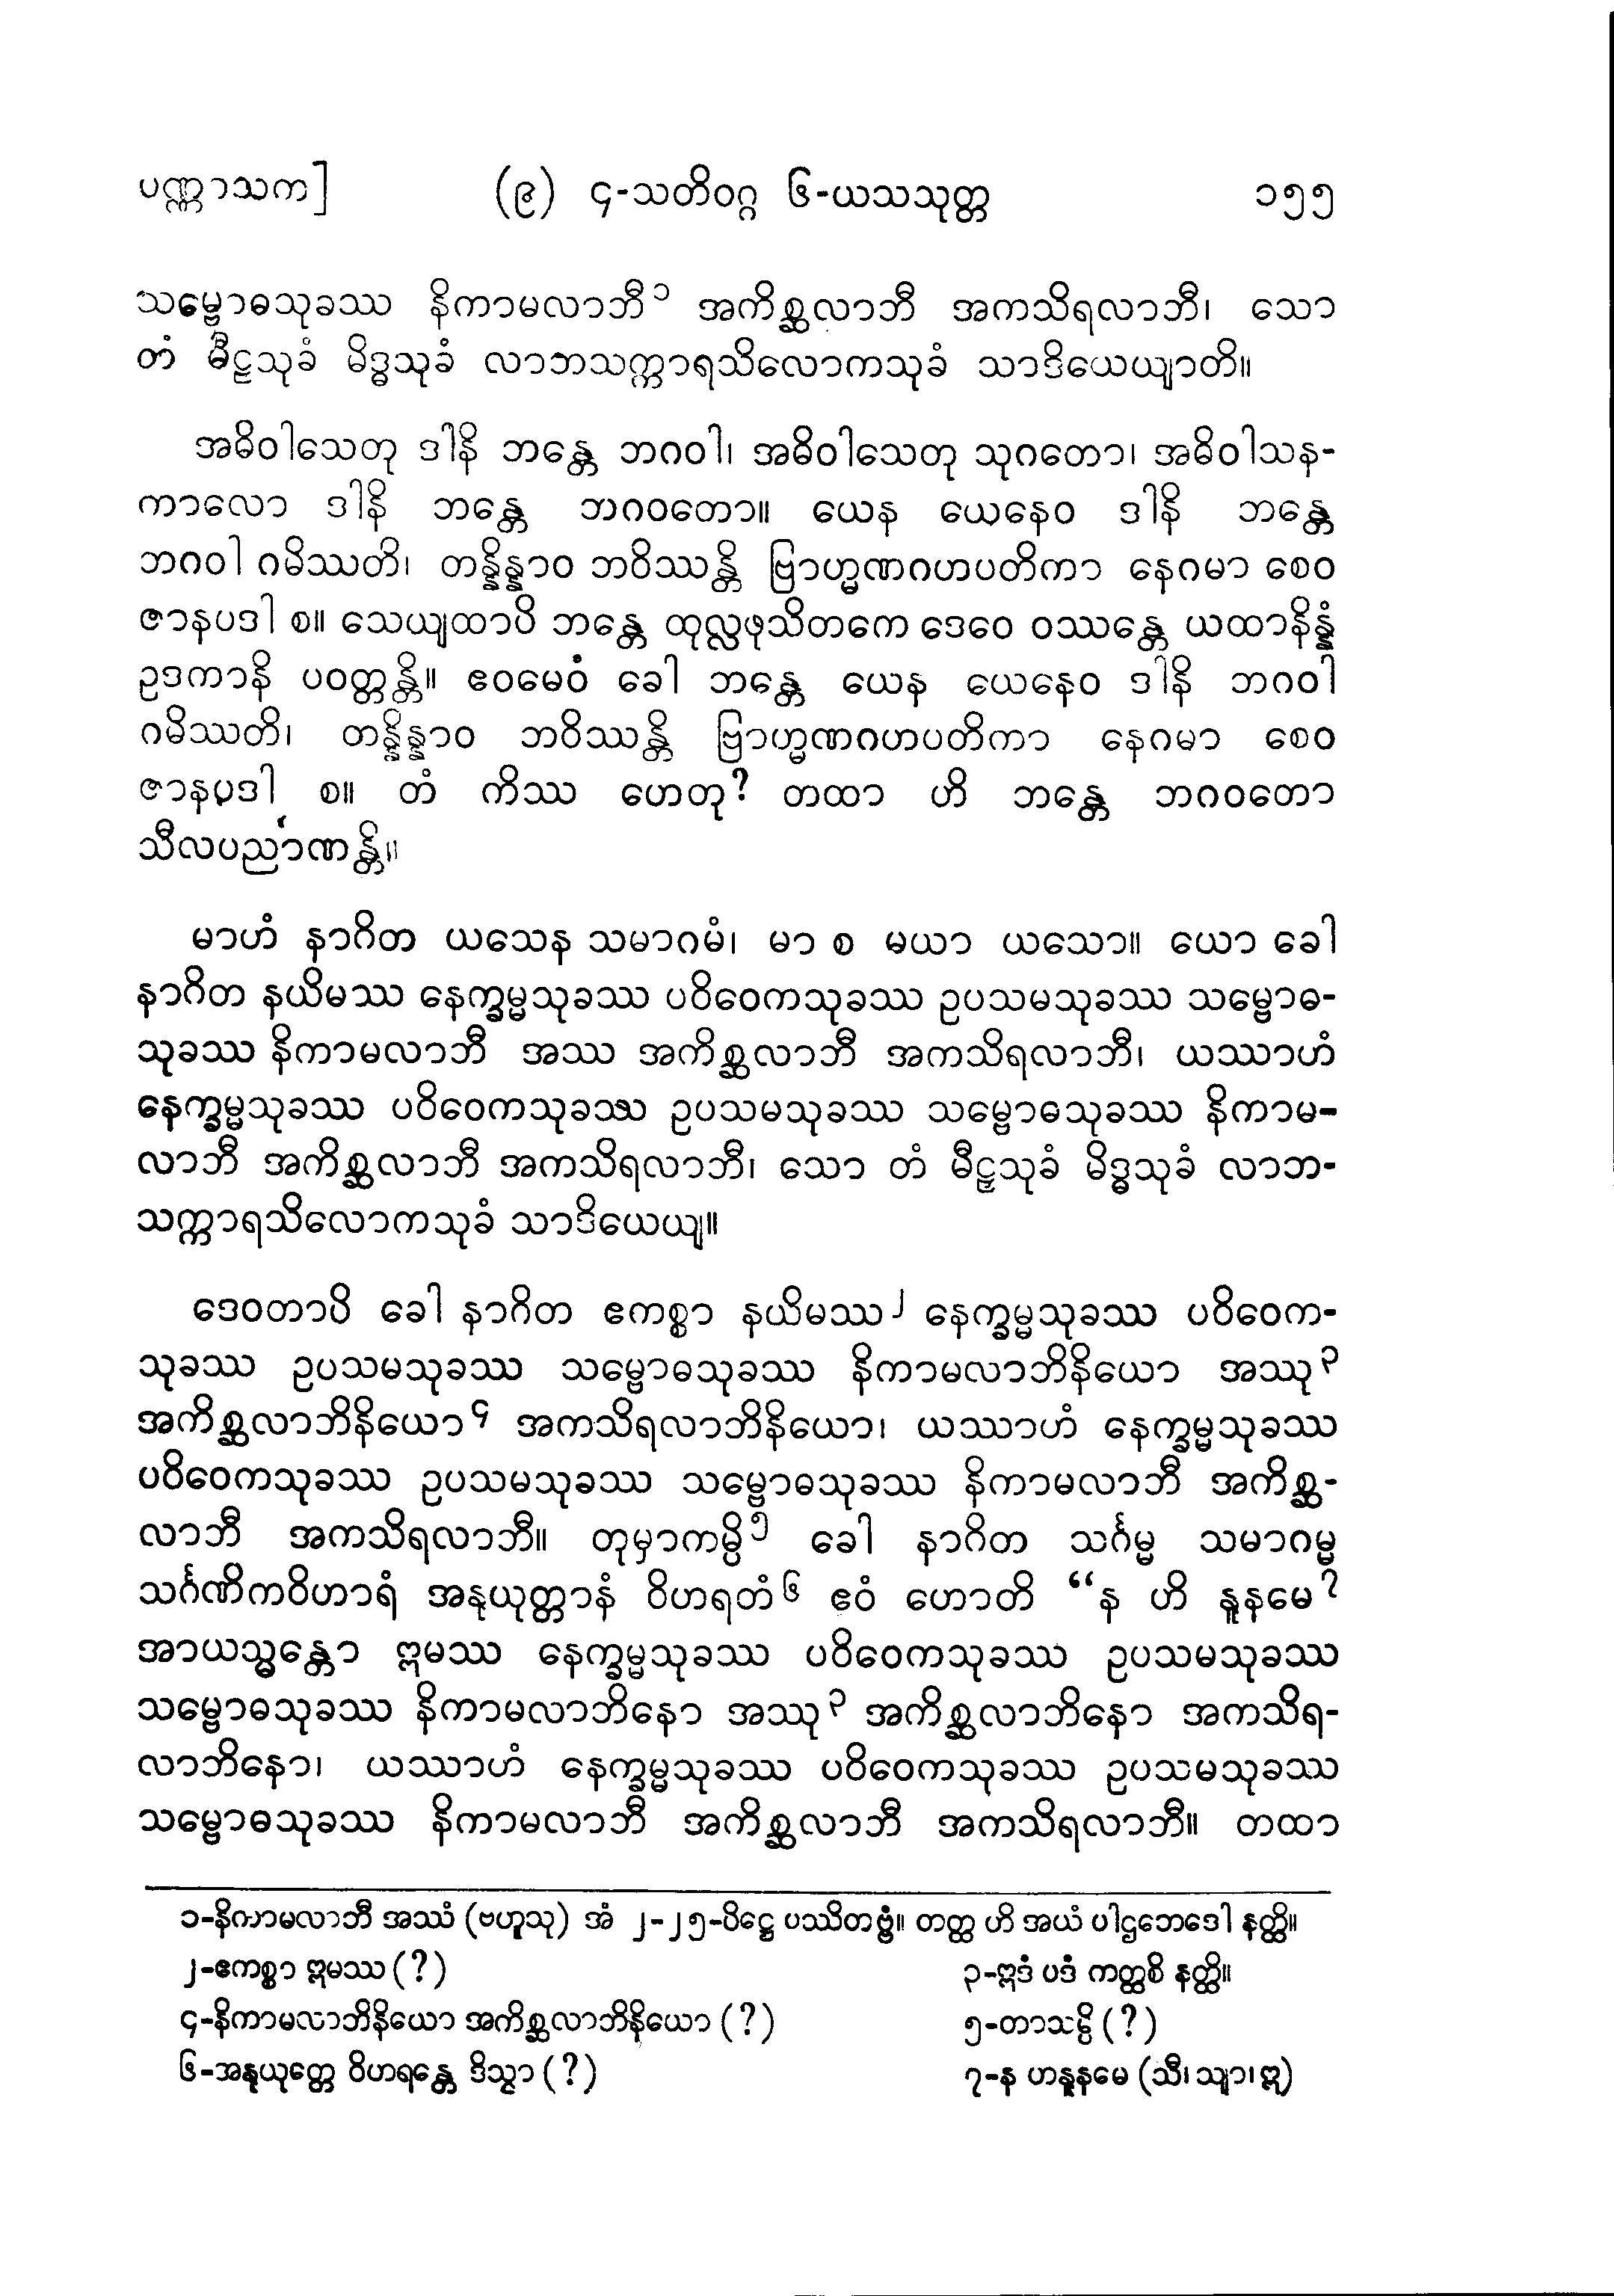 ပဏ္ဏာသက] (၉) ၄-သတိဝဂ္ဂ ၆-ယသသုတ္တ ၁၅၅
သမ္ဗောဓသုခဿ နိကာမလာဘီ၁ အကိစ္ဆလာဘီ အကသိရလာဘီ၊ သော
တံ မီဠှသုခံ မိဒ္ဓသုခံ လာဘသက္ကာရသိလောကသုခံ သာဒိယေယျာတိ။
အဓိဝါသေတု ဒါနိ ဘန္တေ ဘဂဝါ၊ အဓိဝါသေတု သုဂတော၊ အဓိဝါသန-
ကာလော ဒါနိ ဘန္တေ ဘဂဝတော။ ယေန ယေနေဝ ဒါနိ ဘန္တေ
ဘဂဝါ ဂမိဿတိ၊ တန္နိန္နာဝ ဘဝိဿန္တိ ဗြာဟ္မဏဂဟပတိကာ နေဂမာ စေဝ
ဇာနပဒါ စ။ သေယျထာပိ ဘန္တေ ထုလ္လဖုသိတကေ ဒေဝေ ဝဿန္တေ ယထာနိန္နံ
ဥဒကာနိ ပဝတ္တန္တိ။ ဧဝမေဝံ ခေါ ဘန္တေ ယေန ယေနေဝ ဒါနိ ဘဂဝါ
ဂမိဿတိ၊ တန္နိန္နာဝ ဘဝိဿန္တိ ဗြာဟ္မဏဂဟပတိကာ နေဂမာ စေဝ
ဇာနပဒါ စ။ တံ ကိဿ ဟေတု? တထာ ဟိ ဘန္တေ ဘဂဝတော
သီလပညာဏန္တိ။
မာဟံ နာဂိတ ယသေန သမာဂမံ၊ မာ စ မယာ ယသော။ ယော ခေါ
နာဂိတ နယိမဿ နေက္ခမ္မသုခဿ ပဝိဝေကသုခဿ ဥပသမသုခဿ သမ္ဗောဓ-
သုခဿ နိကာမလာဘီ အဿ အကိစ္ဆလာဘီ အကသိရလာဘီ၊ ယဿာဟံ
နေက္ခမ္မသုခဿ ပဝိဝေကသုခဿ ဥပသမသုခဿ သမ္ဗောဓသုခဿ နိကာမ-
လာဘီ အကိစ္ဆလာဘီ အကသိရလာဘီ၊ သော တံ မီဠှသုခံ မိဒ္ဓသုခံ လာဘ-
သက္ကာရသိလောကသုခံ သာဒိယေယျ။
ဒေဝတာပိ ခေါ နာဂိတ ဧကစ္စာ နယိမဿ၂ နေက္ခမ္မသုခဿ ပဝိဝေက-
သုခဿ ဥပသမသုခဿ သမ္ဗောဓသုခဿ နိကာမလာဘိနိယော အဿု၃
အကိစ္ဆလာဘိနိယော၄ အကသိရလာဘိနိယော၊ ယဿာဟံ နေက္ခမ္မသုခဿ
ပဝိဝေကသုခဿ ဥပသမသုခဿ သမ္ဗောဓသုခဿ နိကာမလာဘီ အကိစ္ဆ-
လာဘီ အကသိရလာဘီ။ တုမှာကမ္ပိ၅ ခေါ နာဂိတ သင်္ဂမ္မ သမာဂမ္မ
သင်္ဂဏိကဝိဟာရံ အနုယုတ္တာနံ ဝိဟရတံ၆ ဧဝံ ဟောတိ “န ဟိ နူနမေ၇
အာယသ္မန္တော ဣမဿ နေက္ခမ္မသုခဿ ပဝိဝေကသုခဿ ဥပသမသုခဿ
သမ္ဗောဓသုခဿ နိကာမလာဘိနော အဿု၃ အကိစ္ဆလာဘိနော အကသိရ-
လာဘိနော၊ ယဿာဟံ နေက္ခမ္မသုခဿ ပဝိဝေကသုခဿ ဥပသမသုခဿ
သမ္ဗောဓသုခဿ နိကာမလာဘီ အကိစ္ဆလာဘီ အကသိရလာဘီ။ တထာ
၁-နိကာမလာဘီ အဿံ (ဗဟူသု) အံ ၂-၂၅-ပိဋ္ဌေ ပဿိတဗ္ဗံ။ တတ္ထ ဟိ အယံ ပါဌဘေဒေါ နတ္ထိ။
၂-ဧကစ္စာ ဣမဿ (?) ၃-ဣဒံ ပဒံ ကတ္ထစိ နတ္ထိ။
၄-နိကာမလာဘိနိယော အကိစ္ဆလာဘိနိယော (?) ၅-တာသမ္ပိ (?)
၆-အနုယုတ္တေ ဝိဟရန္တေ ဒိသွာ (?) ၇-န ဟနူနမေ (သီ၊ သျာ၊ ဣ)